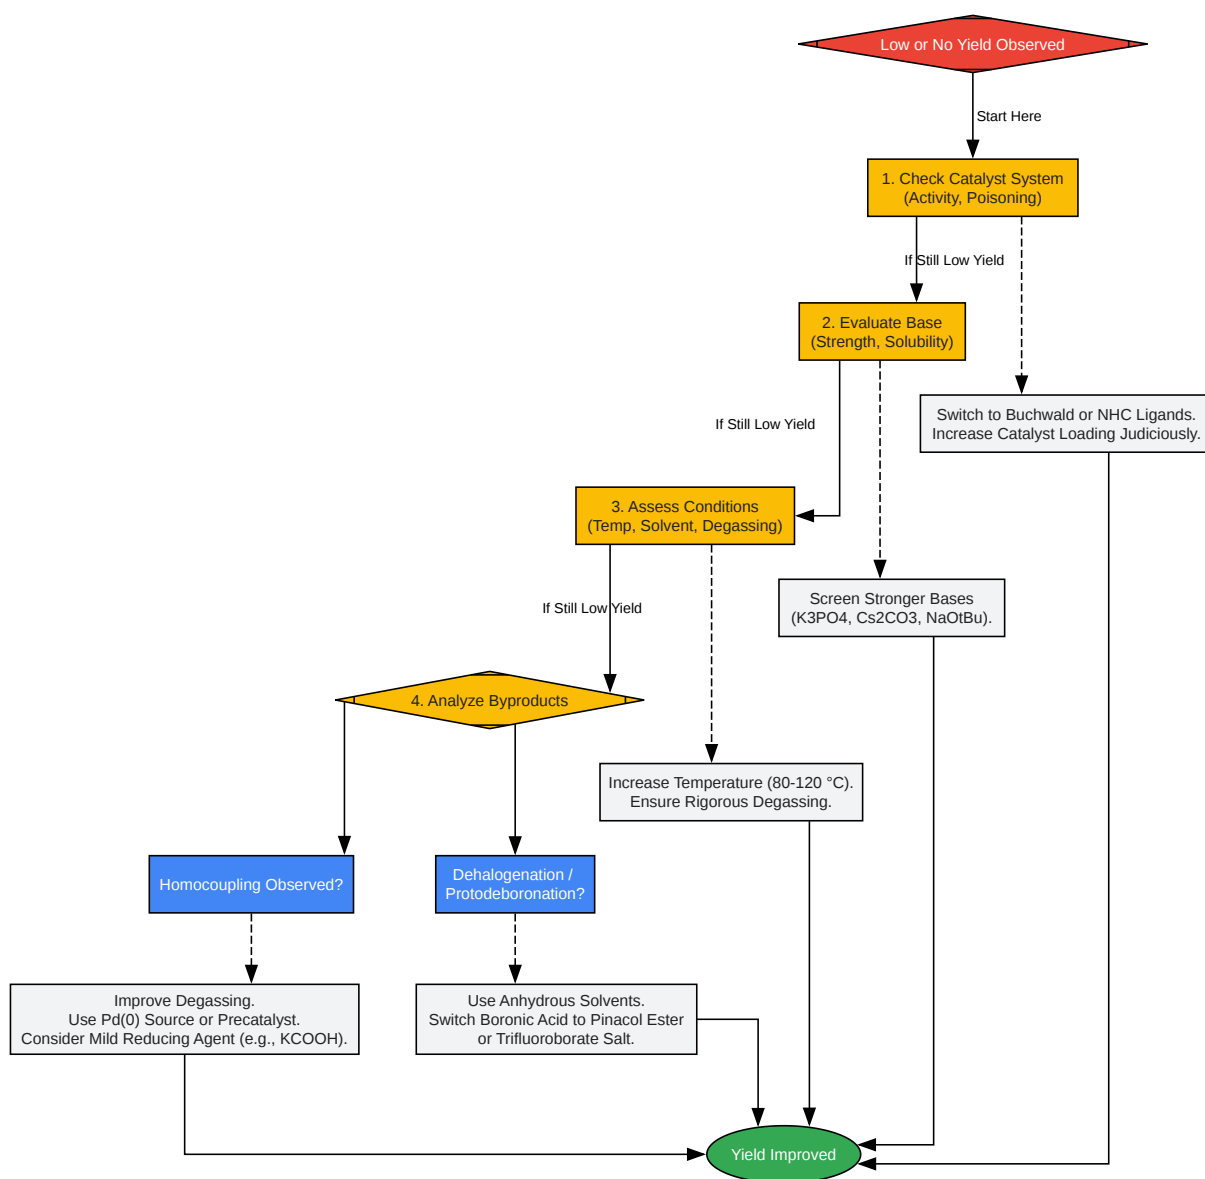 Low or No Yield Observed
Start Here
1. Check Catalyst System
(Activity, Poisoning)
If Still Low Yield
2. Evaluate Base
(Strength, Solubility)
Switch to Buchwald or NHC Ligands.
Increase Catalyst Loading Judiciously.
If Still Low Yield
3. Assess Conditions
(Temp, Solvent, Degassing)
Screen Stronger Bases
(K3PO4, Cs2CO3, NaOtBu).
If Still Low Yield
4. Analyze Byproducts
Increase Temperature (80-120 °C).
Ensure Rigorous Degassing.
Homocoupling Observed?
Dehalogenation /
Protodeboronation?
Improve Degassing.
Use Pd(0) Source or Precatalyst.
Consider Mild Reducing Agent (e.g., KCOOH).
Use Anhydrous Solvents.
Switch Boronic Acid to Pinacol Ester
or Trifluoroborate Salt.
Yield Improved